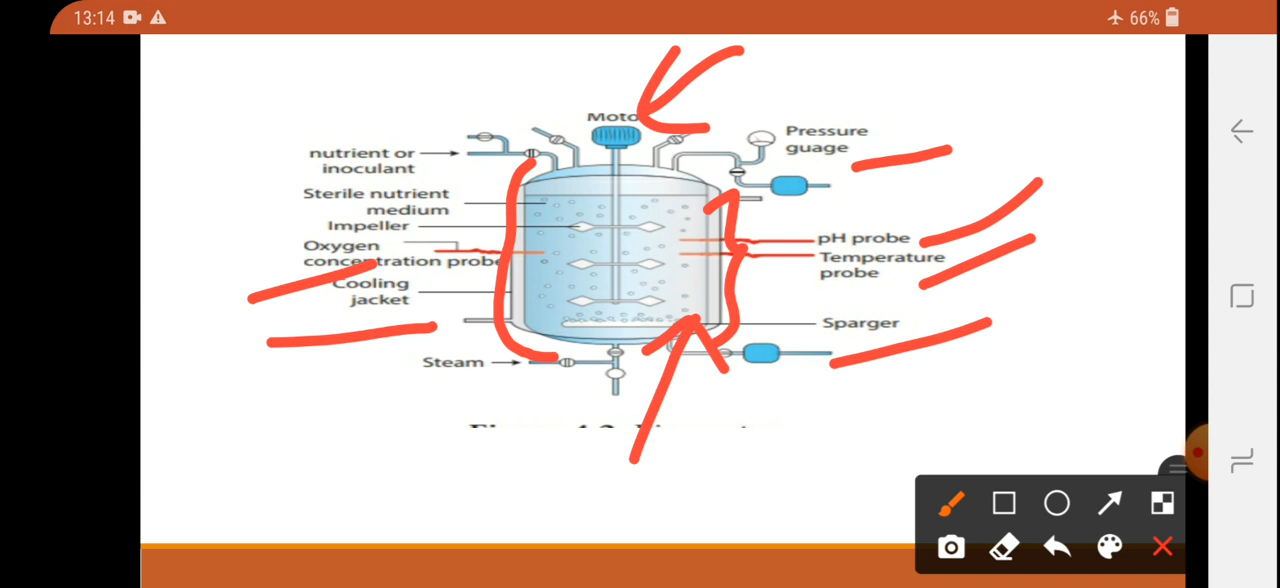 13:14
66%
Moto
Pressure
guage
nutrient or
inoculant
Sterile nutrient
medium
Impeller
Oxygen
concentration probe
pH probe
Temperature
probe
Cooling
jacket
Sparger
Steam